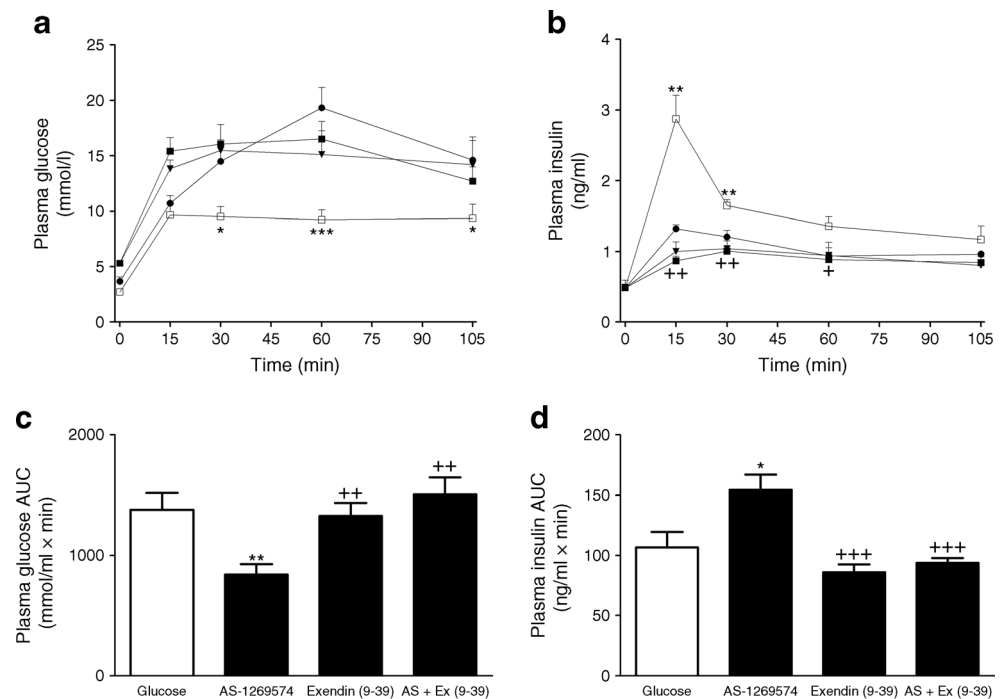 a
25
20
15
10
5
0
Plasma glucose
(mmol/l)
*
***
*
0 15 30 45 60 75 90 105
Time (min)
b
4
3
2
1
0
Plasma insulin
(ng/ml)
**
**
++
++
+
0 15 30 45 60 75 90 105
Time (min)
c
2000
1000
0
Plasma glucose AUC
(mmol/ml × min)
**
++
++
Glucose AS-1269574 Exendin (9-39) AS + Ex (9-39)
d
200
150
100
50
0
Plasma insulin AUC
(ng/ml × min)
*
+++
+++
Glucose AS-1269574 Exendin (9-39) AS + Ex (9-39)